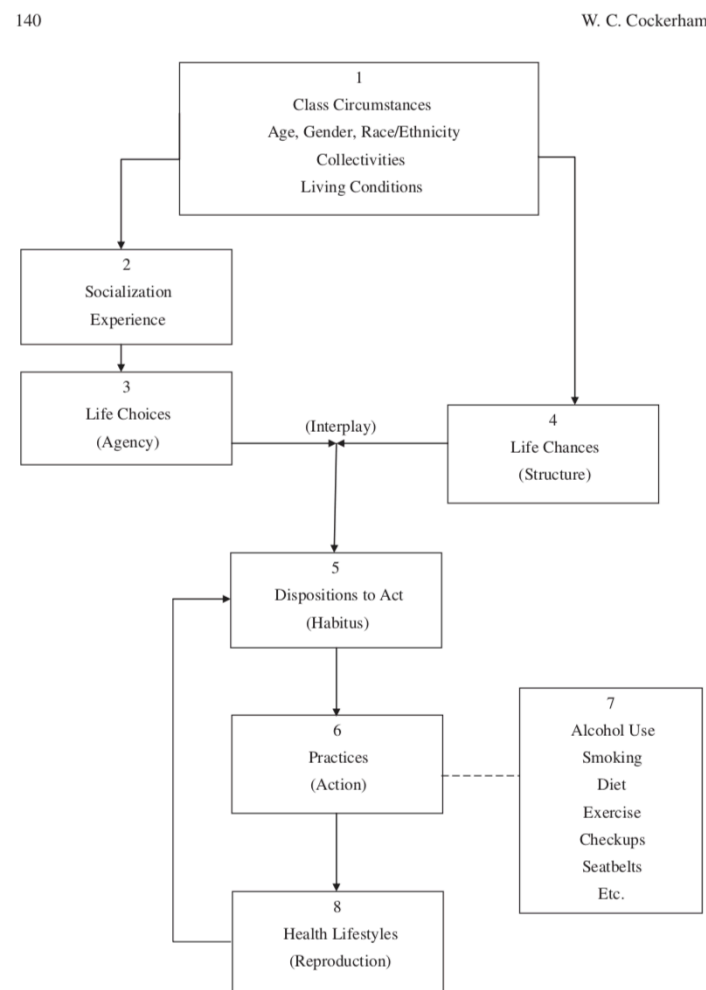 140
W. C. Cockerham
1
Class Circumstances
Age, Gender, Race/Ethnicity
Collectivities
Living Conditions
2
Socialization
Experience
3
Life Choices
(Agency)
(Interplay)
4
Life Chances
(Structure)
5
Dispositions to Act
(Habitus)
6
Practices
(Action)
7
Alcohol Use
Smoking
Diet
Exercise
Checkups
Seatbelts
Etc.
8
Health Lifestyles
(Reproduction)